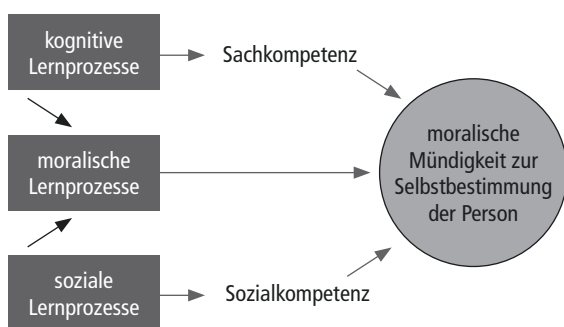 kognitive
Lernprozesse
Sachkompetenz
moralische
Lernprozesse
moralische
Mündigkeit zur
Selbstbestimmung
der Person
soziale
Lernprozesse
Sozialkompetenz